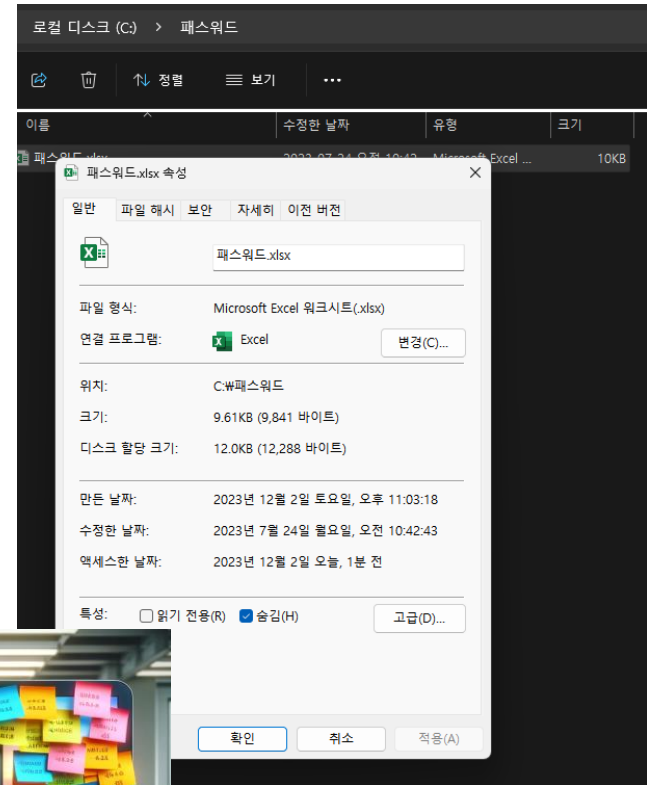 로컬 디스크 (C:) > 패스워드
정렬 보기 ···
이름 수정한 날짜 유형 크기
10KB
패스워드.xlsx 속성
일반 파일 해시 보안 자세히 이전 버전
패스워드.xlsx
파일 형식: Microsoft Excel 워크시트(.xlsx)
연결 프로그램: Excel 변경(C)...
위치: C:₩패스워드
크기: 9.61KB (9,841 바이트)
디스크 할당 크기: 12.0KB (12,288 바이트)
만든 날짜: 2023년 12월 2일 토요일, 오후 11:03:18
수정한 날짜: 2023년 7월 24일 월요일, 오전 10:42:43
액세스한 날짜: 2023년 12월 2일 오늘, 1분 전
특성: 읽기 전용(R) 숨김(H) 고급(D)...
확인 취소 적용(A)